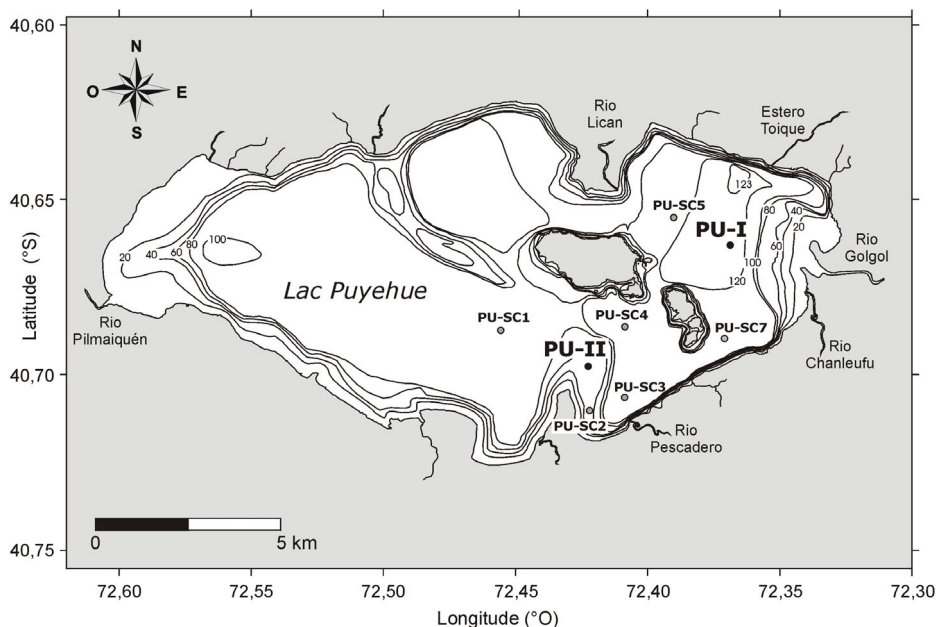 40,60
40,65
40,70
40,75
Latitude (°S)
N
O
E
S
Rio
Lican
Estero
Toique
123
PU-SC5
PU-I
80
40
20
60
100
120
Rio
Golgol
100
80
60
40
20
Lac Puyehue
PU-SC1
PU-SC4
PU-SC7
Rio
Pilmaiquén
PU-II
Rio
Chanleufu
PU-SC3
PU-SC2
Rio
Pescadero
0
5 km
72,60
72,55
72,50
72,45
72,40
72,35
72,30
Longitude (°O)